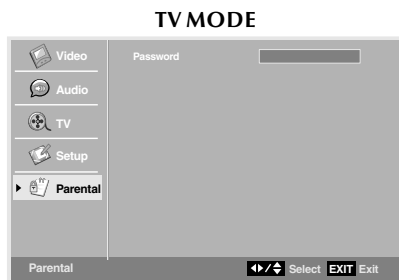 TV MODE
Video
Password
Audio
TV
Setup
Parental
Parental
Select EXIT Exit